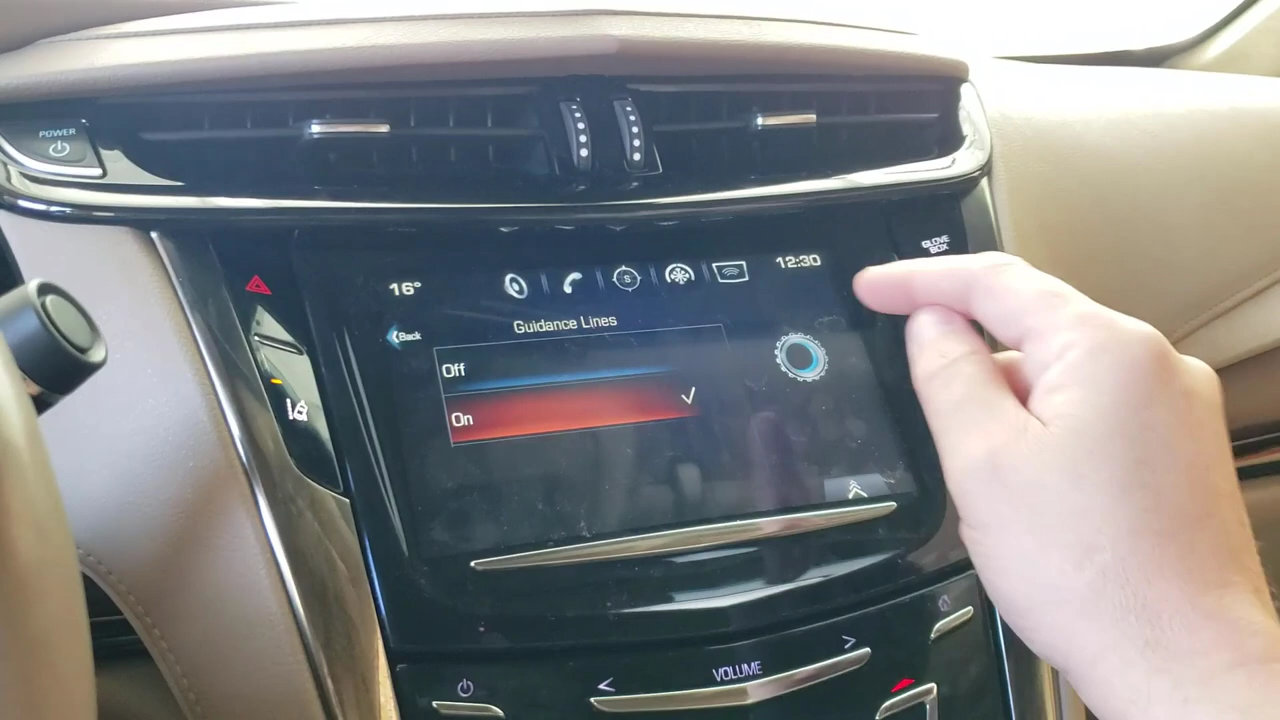 POWER
GLOVE
BOX
16°
S
12:30
Back
Guidance Lines
Off
On
VOLUME